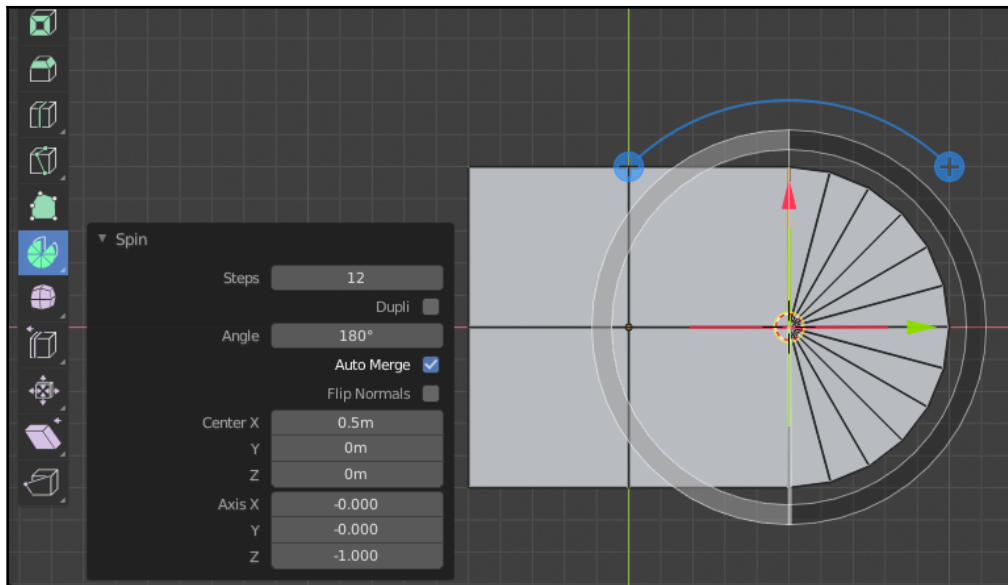 Spin
Steps 12
Dupli
Angle 180°
Auto Merge
Flip Normals
Center X 0.5m
Y 0m
Z 0m
Axis X -0.000
Y -0.000
Z -1.000